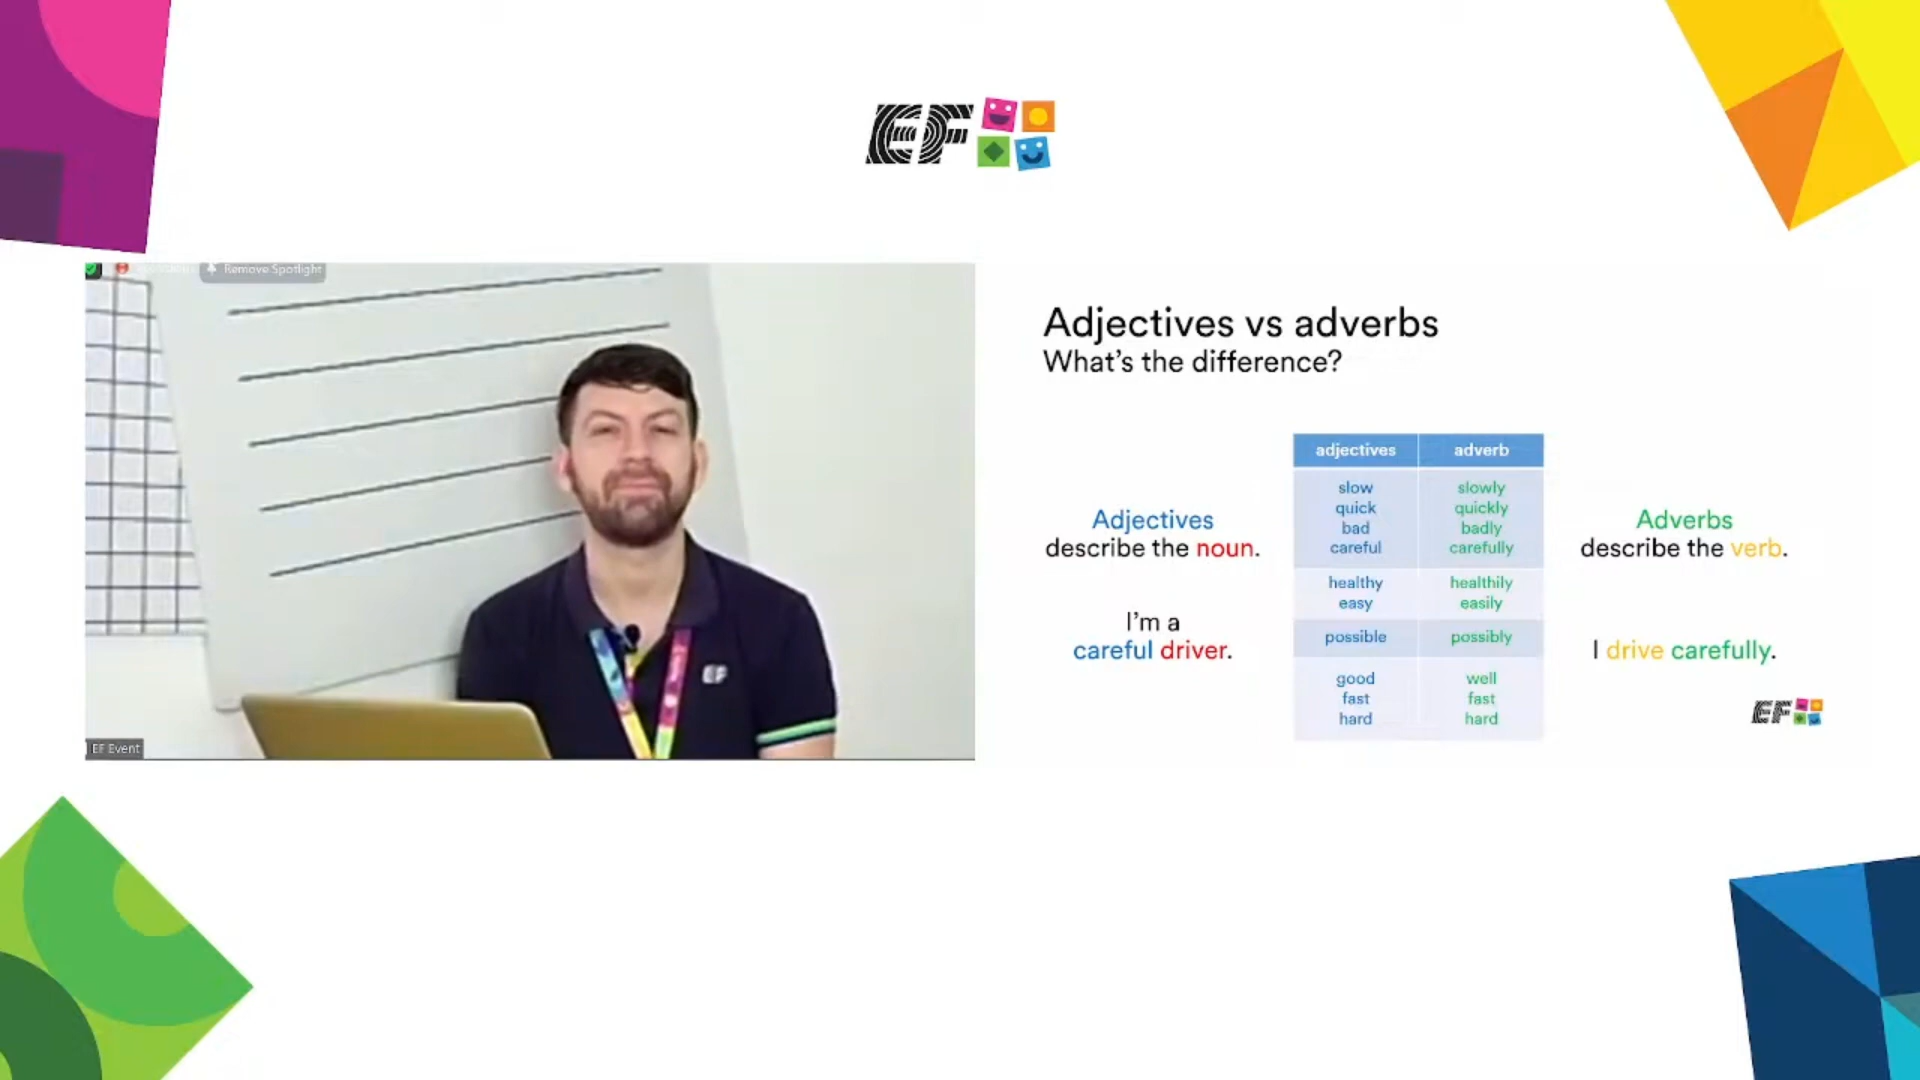 EF
Remove Spotlight
EF
EF Event
Adjectives vs adverbs
What's the difference?
Adjectives
describe the noun.
I'm a
careful driver.
adjectives adverb
slow slowly
quick quickly
bad badly
careful carefully
healthy healthily
easy easily
possible possibly
good well
fast fast
hard hard
Adverbs
describe the verb.
I drive carefully.
EF